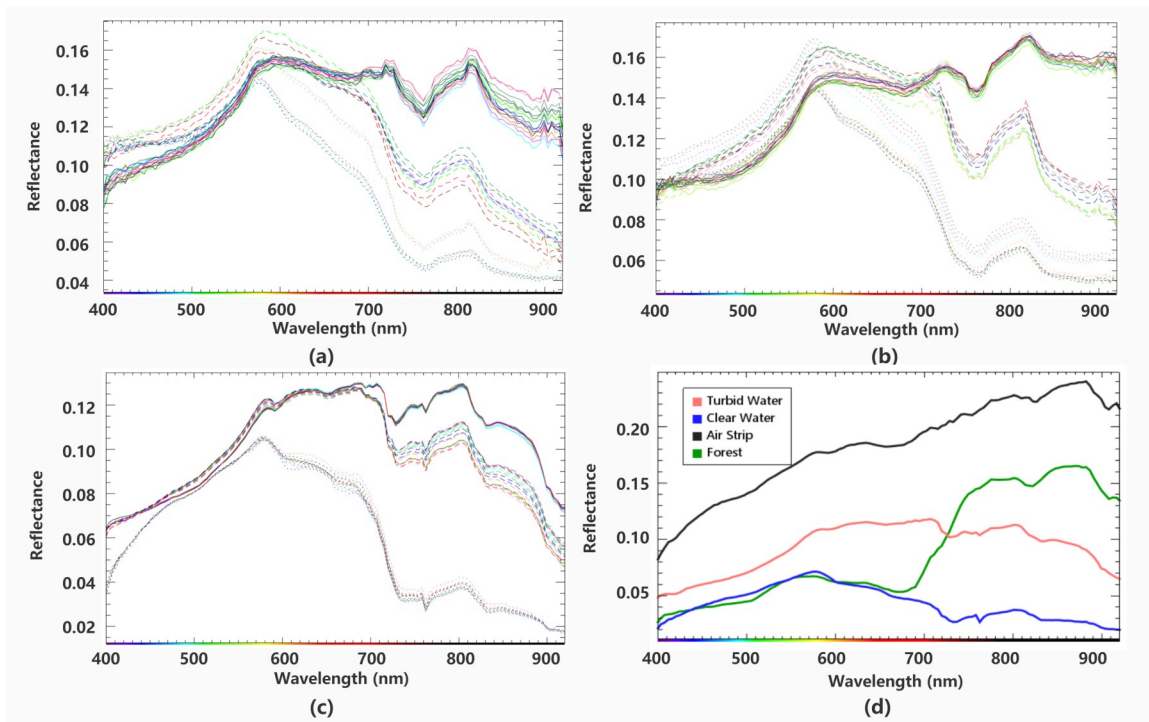 0.16
0.14
0.12
0.10
0.08
0.06
0.04
Reflectance
400 500 600 700 800 900
Wavelength (nm)
(a)
0.16
0.14
0.12
0.10
0.08
0.06
Reflectance
400 500 600 700 800 900
Wavelength (nm)
(b)
0.12
0.10
0.08
0.06
0.04
0.02
Reflectance
400 500 600 700 800 900
Wavelength (nm)
(c)
Turbid Water
Clear Water
Air Strip
Forest
0.20
0.15
0.10
0.05
Reflectance
400 500 600 700 800 900
Wavelength (nm)
(d)